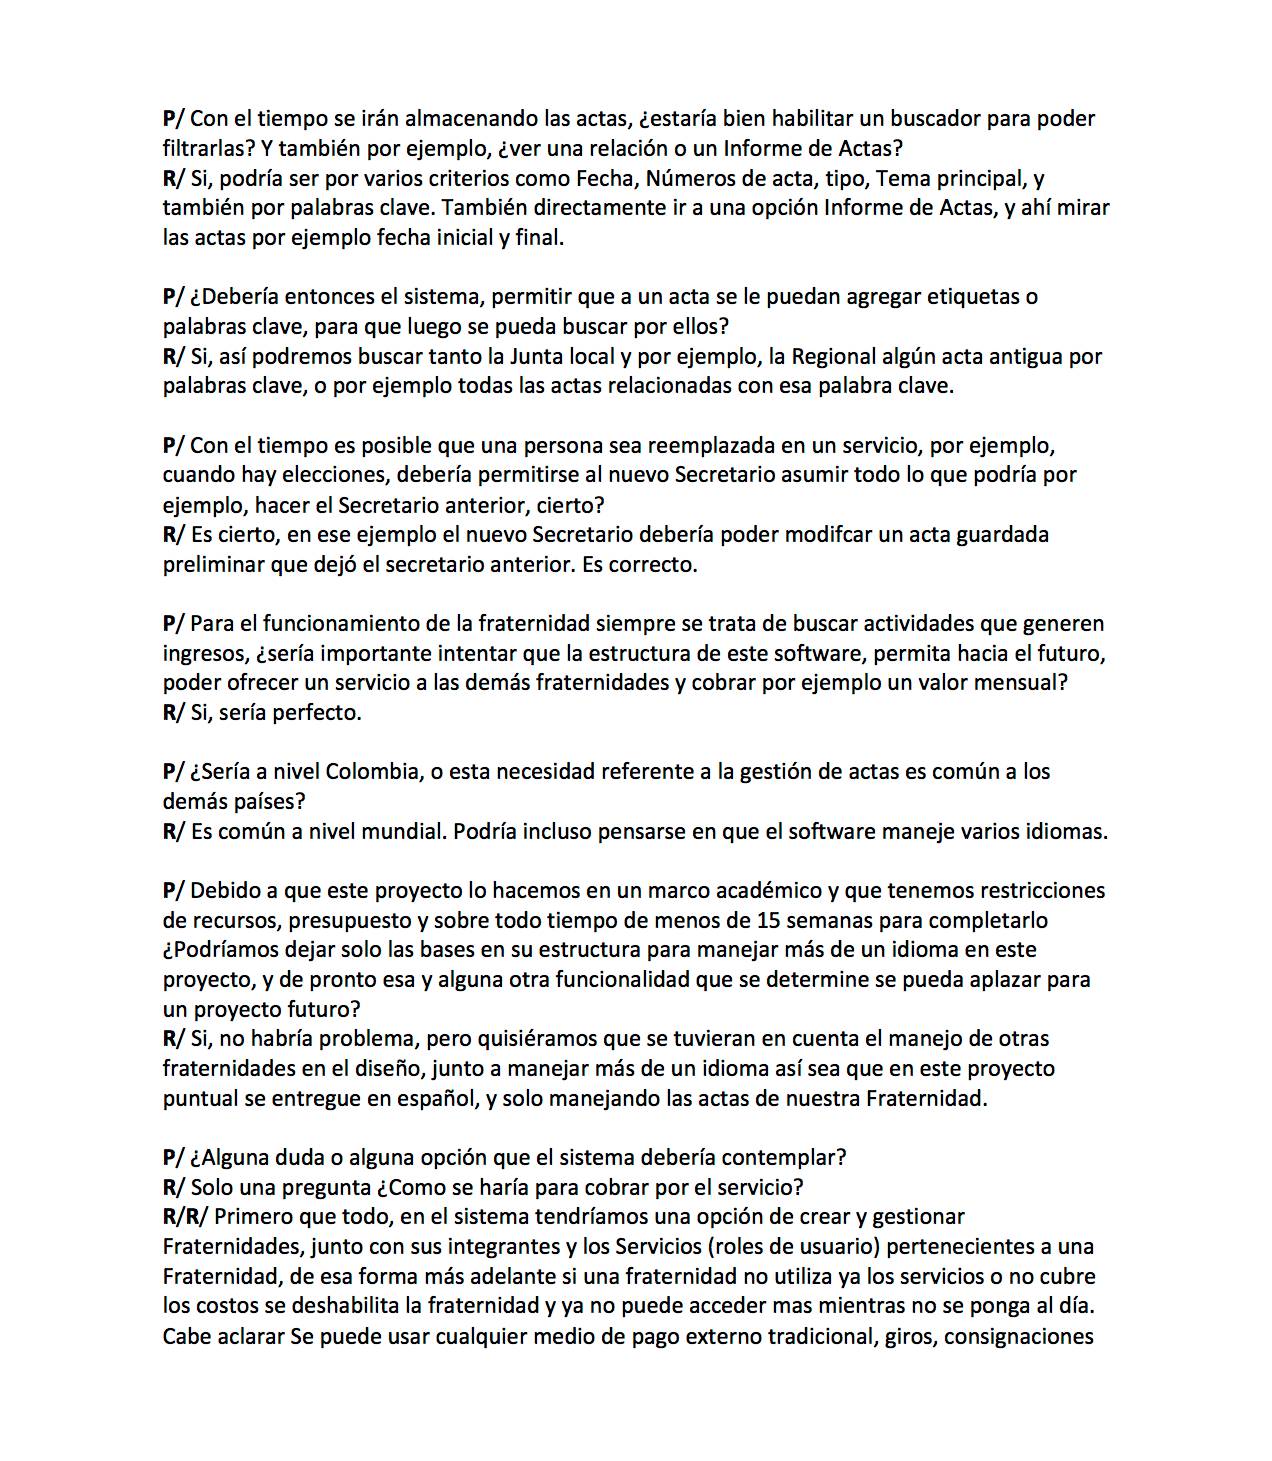 P/ Con el tiempo se irán almacenando las actas, ¿estaría bien habilitar un buscador para poder
filtrarlas? Y también por ejemplo, ¿ver una relación o un Informe de Actas?
R/ Si, podría ser por varios criterios como Fecha, Números de acta, tipo, Tema principal, y
también por palabras clave. También directamente ir a una opción Informe de Actas, y ahí mirar
las actas por ejemplo fecha inicial y final.

P/ ¿Debería entonces el sistema, permitir que a un acta se le puedan agregar etiquetas o
palabras clave, para que luego se pueda buscar por ellos?
R/ Si, así podremos buscar tanto la Junta local y por ejemplo, la Regional algún acta antigua por
palabras clave, o por ejemplo todas las actas relacionadas con esa palabra clave.

P/ Con el tiempo es posible que una persona sea reemplazada en un servicio, por ejemplo,
cuando hay elecciones, debería permitirse al nuevo Secretario asumir todo lo que podría por
ejemplo, hacer el Secretario anterior, cierto?
R/ Es cierto, en ese ejemplo el nuevo Secretario debería poder modifcar un acta guardada
preliminar que dejó el secretario anterior. Es correcto.

P/ Para el funcionamiento de la fraternidad siempre se trata de buscar actividades que generen
ingresos, ¿sería importante intentar que la estructura de este software, permita hacia el futuro,
poder ofrecer un servicio a las demás fraternidades y cobrar por ejemplo un valor mensual?
R/ Si, sería perfecto.

P/ ¿Sería a nivel Colombia, o esta necesidad referente a la gestión de actas es común a los
demás países?
R/ Es común a nivel mundial. Podría incluso pensarse en que el software maneje varios idiomas.

P/ Debido a que este proyecto lo hacemos en un marco académico y que tenemos restricciones
de recursos, presupuesto y sobre todo tiempo de menos de 15 semanas para completarlo
¿Podríamos dejar solo las bases en su estructura para manejar más de un idioma en este
proyecto, y de pronto esa y alguna otra funcionalidad que se determine se pueda aplazar para
un proyecto futuro?
R/ Si, no habría problema, pero quisiéramos que se tuvieran en cuenta el manejo de otras
fraternidades en el diseño, junto a manejar más de un idioma así sea que en este proyecto
puntual se entregue en español, y solo manejando las actas de nuestra Fraternidad.

P/ ¿Alguna duda o alguna opción que el sistema debería contemplar?
R/ Solo una pregunta ¿Como se haría para cobrar por el servicio?
R/R/ Primero que todo, en el sistema tendríamos una opción de crear y gestionar
Fraternidades, junto con sus integrantes y los Servicios (roles de usuario) pertenecientes a una
Fraternidad, de esa forma más adelante si una fraternidad no utiliza ya los servicios o no cubre
los costos se deshabilita la fraternidad y ya no puede acceder mas mientras no se ponga al día.
Cabe aclarar Se puede usar cualquier medio de pago externo tradicional, giros, consignaciones